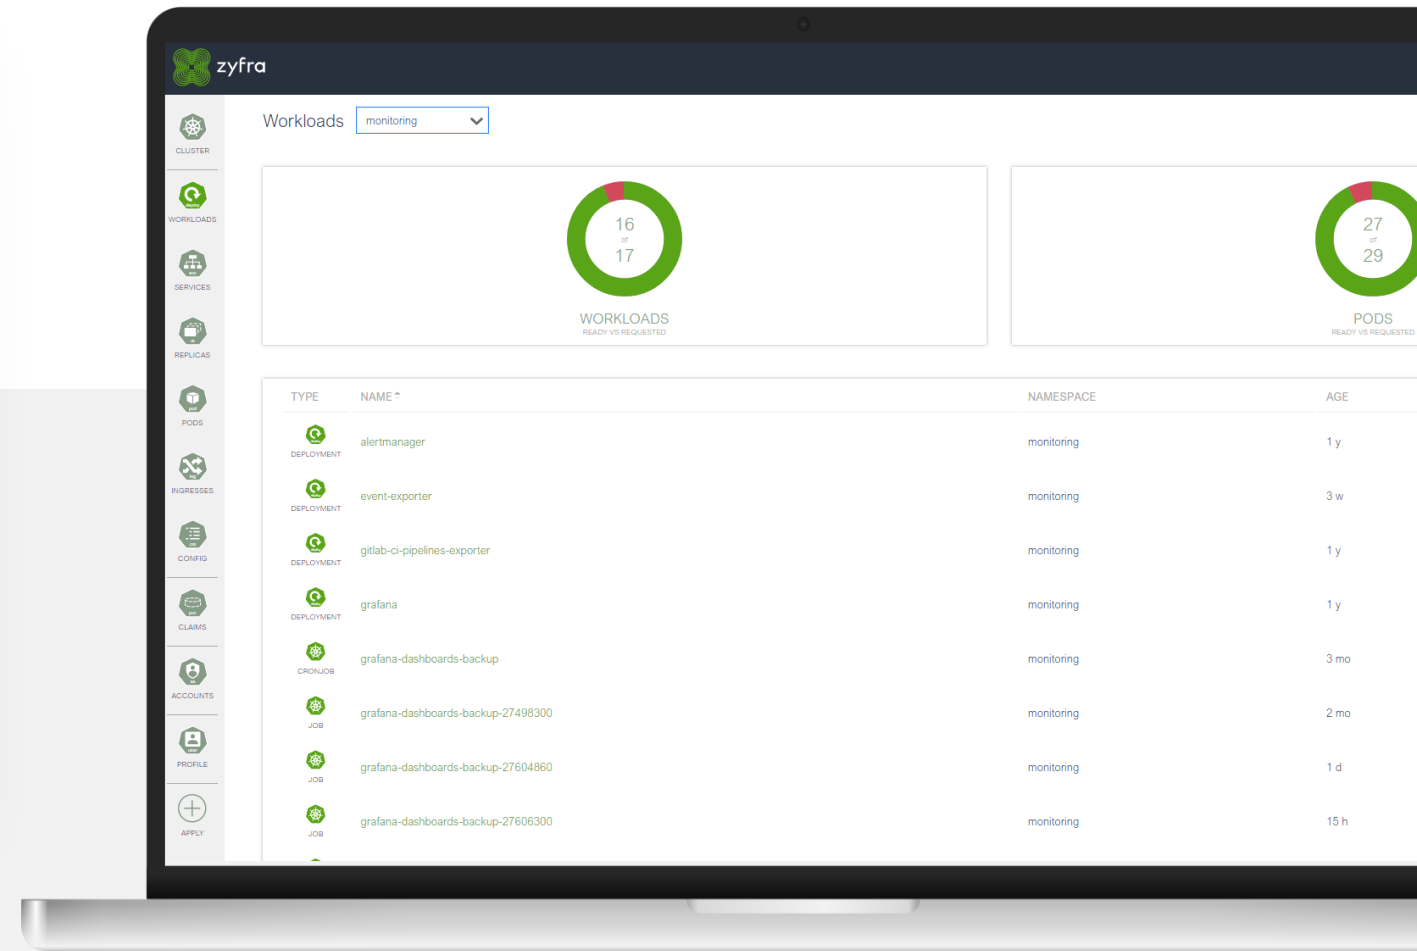 zyfra
Workloads monitoring
CLUSTER
WORKLOADS
SERVICES
REPLICAS
PODS
INGRESSES
CONFIG
CLAIMS
ACCOUNTS
PROFILE
APPLY
16
of
17
WORKLOADS
READY VS REQUESTED
27
of
29
PODS
READY VS REQUESTED
TYPE NAME NAMESPACE AGE
DEPLOYMENT alertmanager monitoring 1 y
DEPLOYMENT event-exporter monitoring 3 w
DEPLOYMENT gitlab-ci-pipelines-exporter monitoring 1 y
DEPLOYMENT grafana monitoring 1 y
CRONJOB grafana-dashboards-backup monitoring 3 mo
JOB grafana-dashboards-backup-27498300 monitoring 2 mo
JOB grafana-dashboards-backup-27604860 monitoring 1 d
JOB grafana-dashboards-backup-27606300 monitoring 15 h